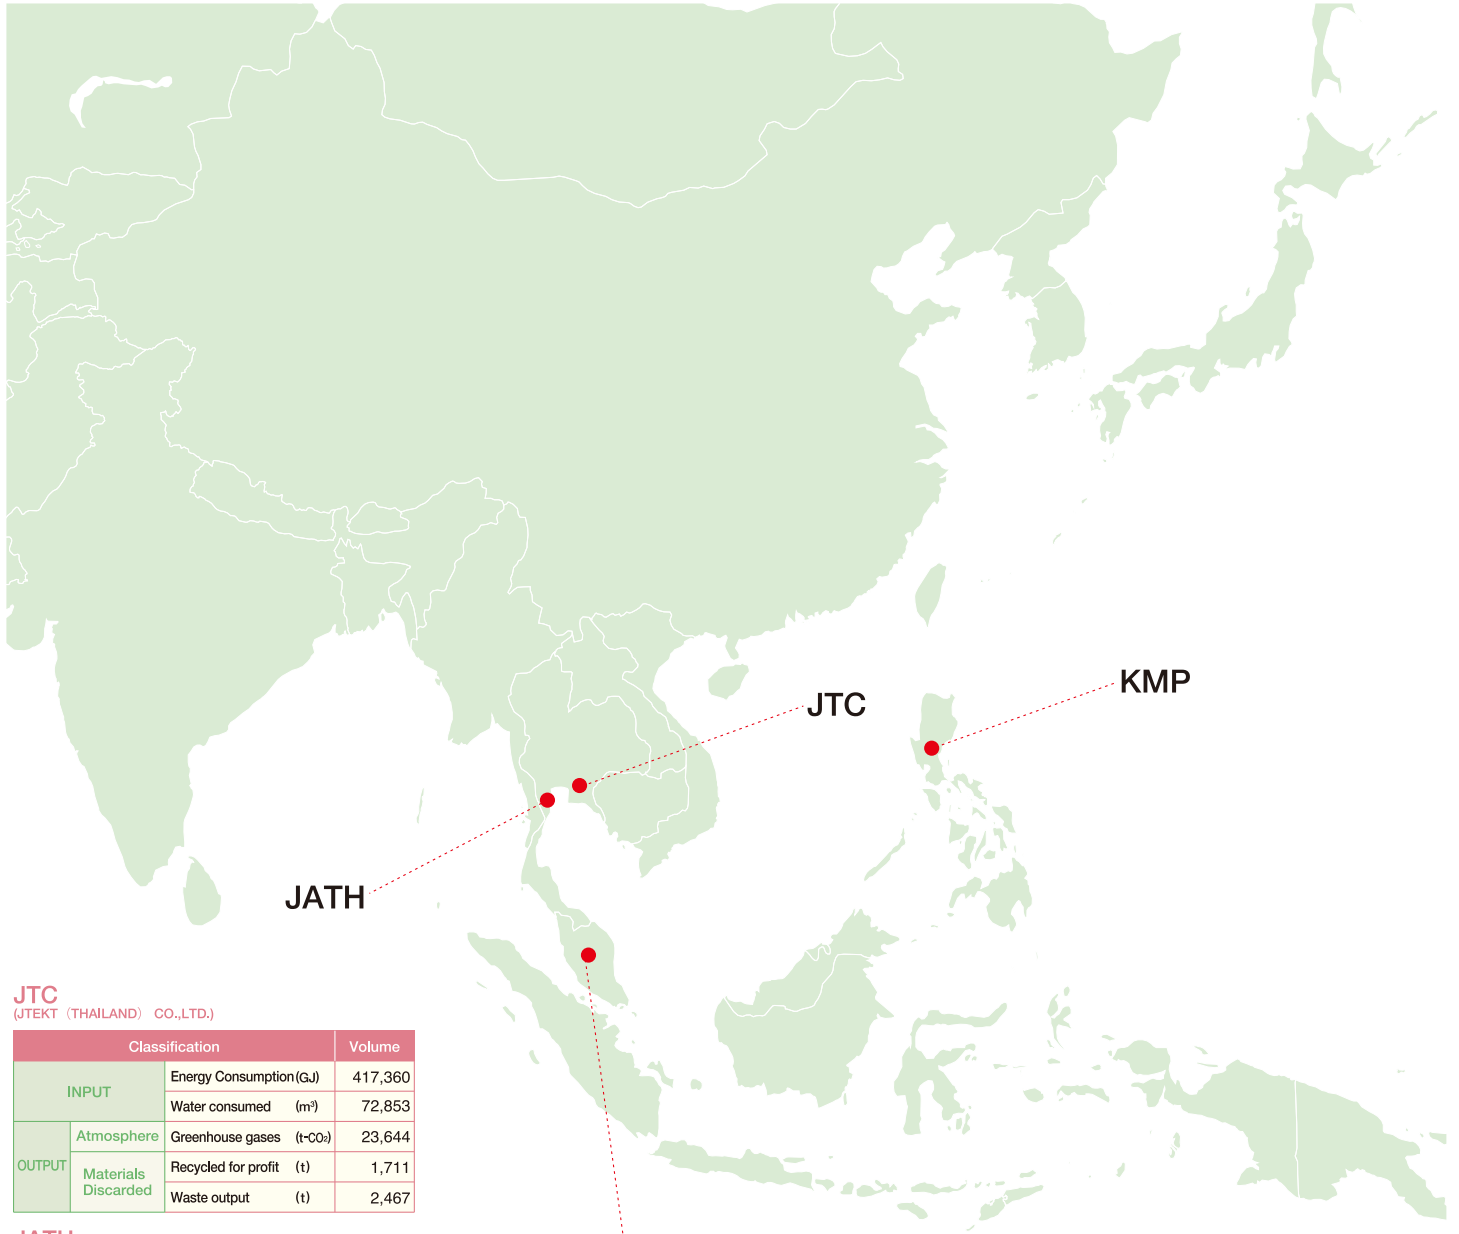 KMP
JTC
JATH
JTC
(JTEKT（THAILAND） CO.,LTD.)
Classification Volume
INPUT Energy Consumption (GJ) 417,360
Water consumed (m³) 72,853
OUTPUT Atmosphere Greenhouse gases (t-CO₂) 23,644
Materials Discarded Recycled for profit (t) 1,711
Waste output (t) 2,467